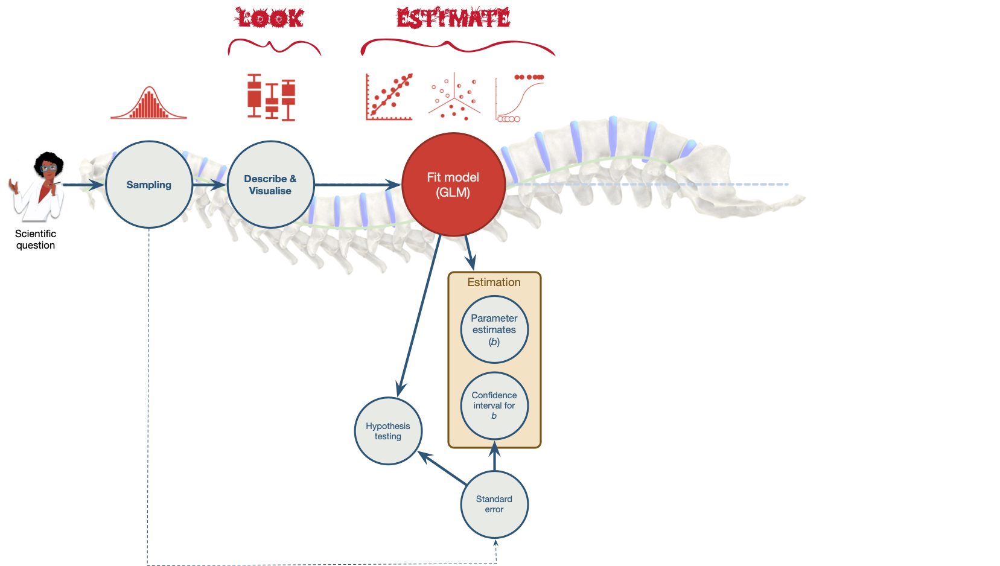 LOOK
ESTIMATE
Scientific
question
Sampling
Describe &
Visualise
Fit model
(GLM)
Estimation
Parameter
estimates
(b)
Confidence
interval for
b
Hypothesis
testing
Standard
error